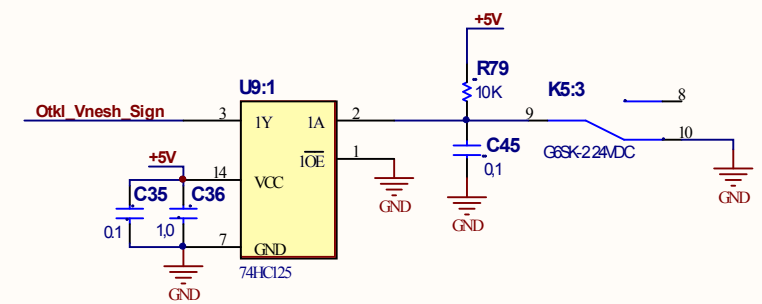 +5V
U9:1
R79
10K
K5:3
8
Otkl_Vnesh_Sign
3
1Y
1A
2
9
10
+5V
1OE
1
C45
0,1
G6SK-2 24VDC
14
VCC
GND
C35
C36
GND
GND
0.1
1,0
7
GND
74HC125
GND